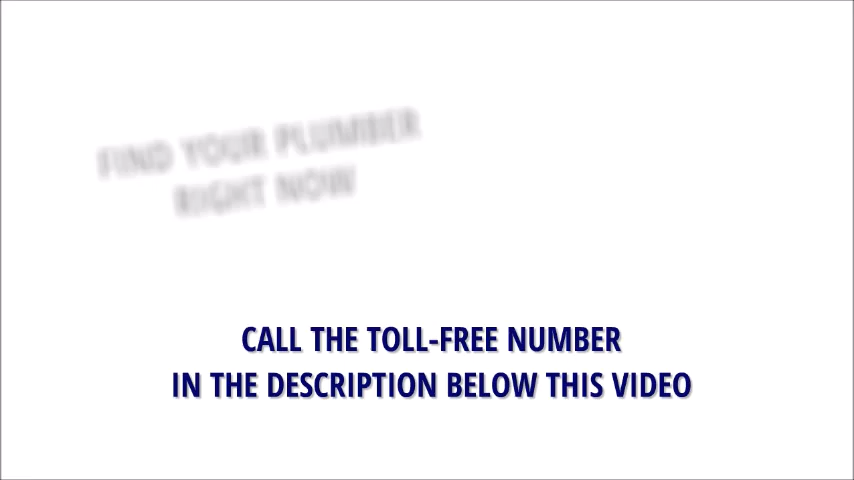 FIND YOUR PLUMBER
RIGHT NOW
CALL THE TOLL-FREE NUMBER
IN THE DESCRIPTION BELOW THIS VIDEO